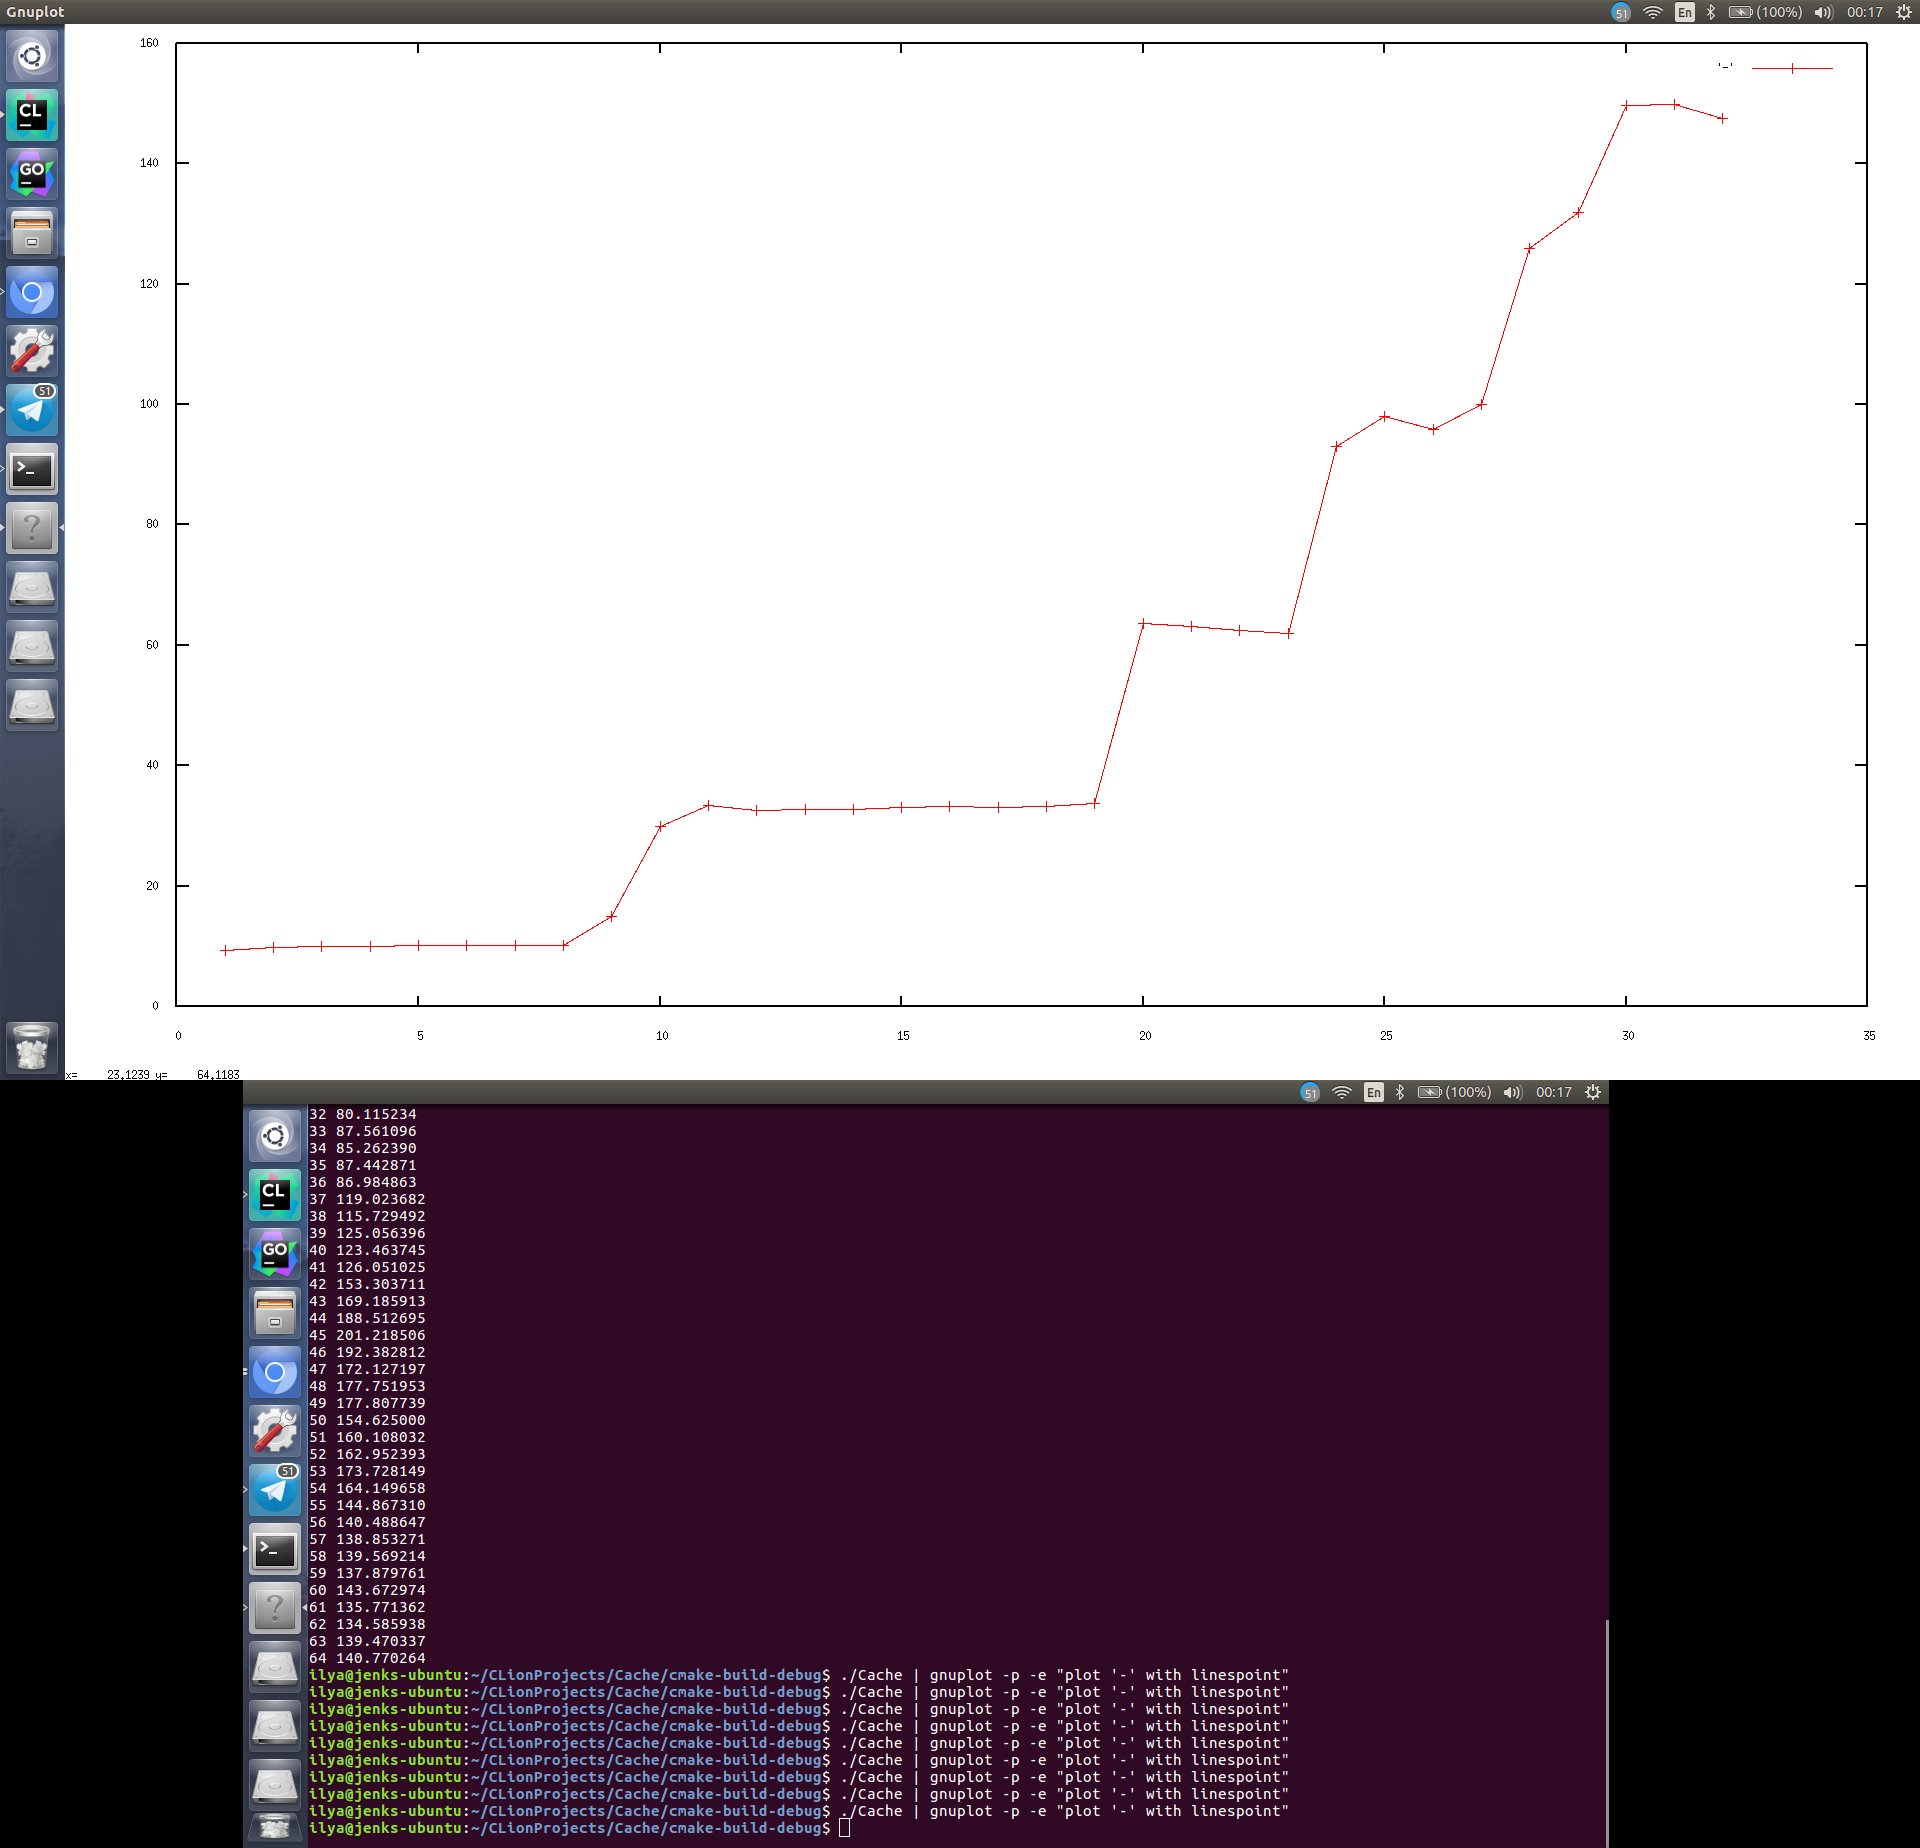 Gnuplot
51 En (100%) 00:17
160
'-'
140
120
100
80
60
40
20
0
0 5 10 15 20 25 30 35
x= 23,1239 y= 64,1183
CL
GO
51
>_
?
51 En (100%) 00:17
CL
GO
51
>_
?
32 80.115234
33 87.561096
34 85.262390
35 87.442871
36 86.984863
37 119.023682
38 115.729492
39 125.056396
40 123.463745
41 126.051025
42 153.303711
43 169.185913
44 188.512695
45 201.218506
46 192.382812
47 172.127197
48 177.751953
49 177.807739
50 154.625000
51 160.108032
52 162.952393
53 173.728149
54 164.149658
55 144.867310
56 140.488647
57 138.853271
58 139.569214
59 137.879761
60 143.672974
61 135.771362
62 134.585938
63 139.470337
64 140.770264
ilya@jenks-ubuntu:~/CLionProjects/Cache/cmake-build-debug$ ./Cache | gnuplot -p -e "plot '-' with linespoint"
ilya@jenks-ubuntu:~/CLionProjects/Cache/cmake-build-debug$ ./Cache | gnuplot -p -e "plot '-' with linespoint"
ilya@jenks-ubuntu:~/CLionProjects/Cache/cmake-build-debug$ ./Cache | gnuplot -p -e "plot '-' with linespoint"
ilya@jenks-ubuntu:~/CLionProjects/Cache/cmake-build-debug$ ./Cache | gnuplot -p -e "plot '-' with linespoint"
ilya@jenks-ubuntu:~/CLionProjects/Cache/cmake-build-debug$ ./Cache | gnuplot -p -e "plot '-' with linespoint"
ilya@jenks-ubuntu:~/CLionProjects/Cache/cmake-build-debug$ ./Cache | gnuplot -p -e "plot '-' with linespoint"
ilya@jenks-ubuntu:~/CLionProjects/Cache/cmake-build-debug$ ./Cache | gnuplot -p -e "plot '-' with linespoint"
ilya@jenks-ubuntu:~/CLionProjects/Cache/cmake-build-debug$ ./Cache | gnuplot -p -e "plot '-' with linespoint"
ilya@jenks-ubuntu:~/CLionProjects/Cache/cmake-build-debug$ ./Cache | gnuplot -p -e "plot '-' with linespoint"
ilya@jenks-ubuntu:~/CLionProjects/Cache/cmake-build-debug$